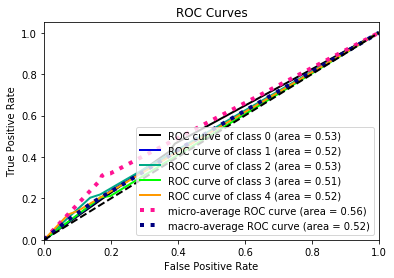 ROC Curves
1.0
0.8
0.6
0.4
0.2
0.0
True Positive Rate
ROC curve of class 0 (area = 0.53)
ROC curve of class 1 (area = 0.52)
ROC curve of class 2 (area = 0.53)
ROC curve of class 3 (area = 0.51)
ROC curve of class 4 (area = 0.52)
micro-average ROC curve (area = 0.56)
macro-average ROC curve (area = 0.52)
0.0 0.2 0.4 0.6 0.8 1.0
False Positive Rate